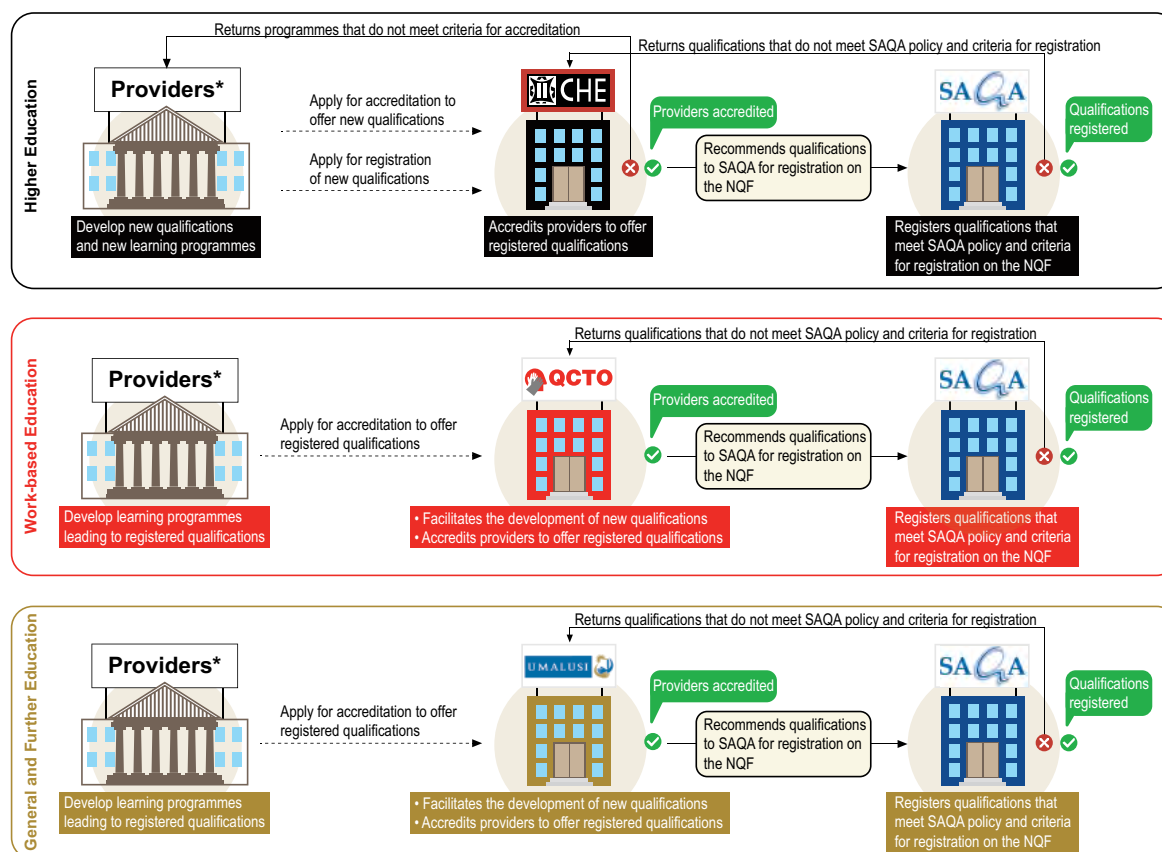 Higher Education
Returns programmes that do not meet criteria for accreditation
Returns qualifications that do not meet SAQA policy and criteria for registration
Providers*
Apply for accreditation to
offer new qualifications
Apply for registration
of new qualifications
Develop new qualifications
and new learning programmes
CHE
Providers accredited
Accredits providers to offer
registered qualifications
Recommends qualifications
to SAQA for registration on
the NQF
SAQA
Qualifications
registered
Registers qualifications that
meet SAQA policy and criteria
for registration on the NQF
Work-based Education
Returns qualifications that do not meet SAQA policy and criteria for registration
Providers*
Apply for accreditation to offer
registered qualifications
Develop learning programmes
leading to registered qualifications
QCTO
Providers accredited
• Facilitates the development of new qualifications
• Accredits providers to offer registered qualifications
Recommends qualifications
to SAQA for registration on
the NQF
SAQA
Qualifications
registered
Registers qualifications that
meet SAQA policy and criteria
for registration on the NQF
General and Further Education
Returns qualifications that do not meet SAQA policy and criteria for registration
Providers*
Apply for accreditation to offer
registered qualifications
Develop learning programmes
leading to registered qualifications
UMALUSI
Providers accredited
• Facilitates the development of new qualifications
• Accredits providers to offer registered qualifications
Recommends qualifications
to SAQA for registration on
the NQF
SAQA
Qualifications
registered
Registers qualifications that
meet SAQA policy and criteria
for registration on the NQF